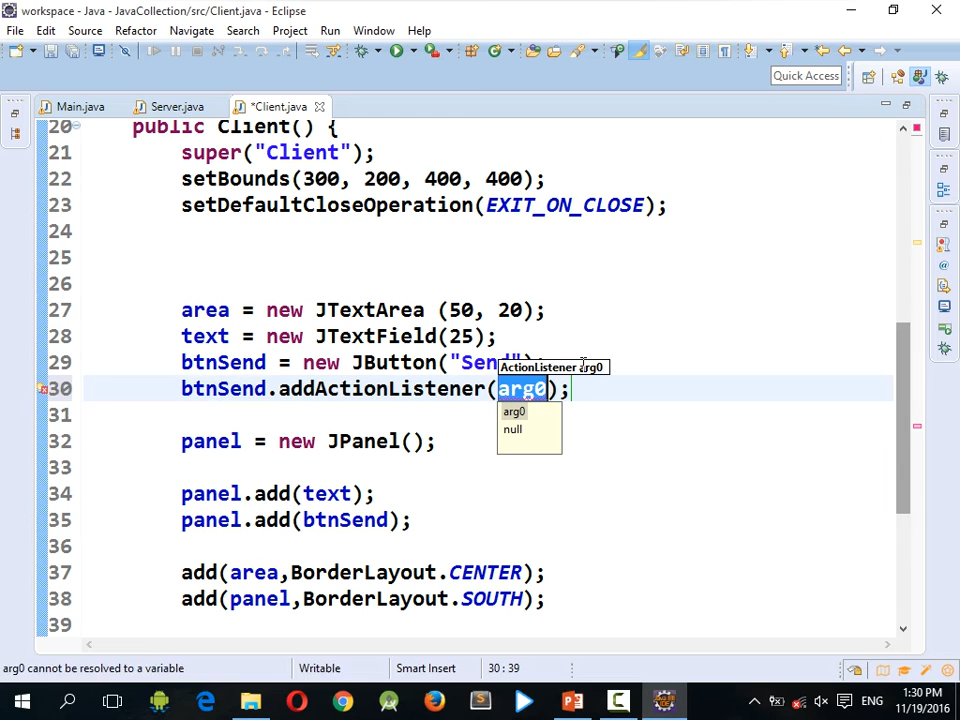 workspace - Java - JavaCollection/src/Client.java - Eclipse
File Edit Source Refactor Navigate Search Project Run Window Help
Quick Access
Main.java Server.java *Client.java
20 public Client() {
21 super("Client");
22 setBounds(300, 200, 400, 400);
23 setDefaultCloseOperation(EXIT_ON_CLOSE);
24
25
26
27 area = new JTextArea (50, 20);
28 text = new JTextField(25);
29 btnSend = new JButton("Send");
ActionListener arg0
30 btnSend.addActionListener(arg0);
arg0
31
null
32 panel = new JPanel();
33
34 panel.add(text);
35 panel.add(btnSend);
36
37 add(area,BorderLayout.CENTER);
38 add(panel,BorderLayout.SOUTH);
39
arg0 cannot be resolved to a variable Writable Smart Insert 30 : 39
ENG 1:30 PM
11/19/2016